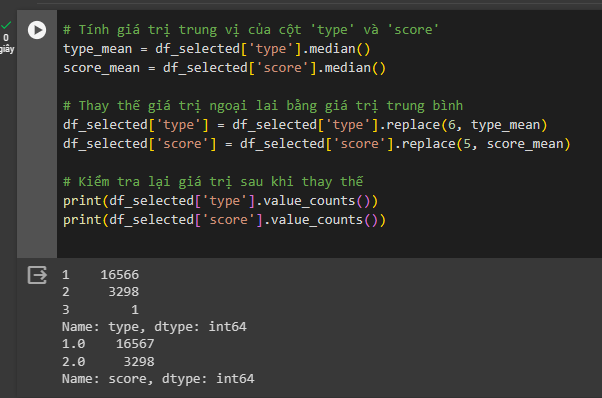 0
giây
# Tính giá trị trung vị của cột 'type' và 'score'
type_mean = df_selected['type'].median()
score_mean = df_selected['score'].median()
# Thay thế giá trị ngoại lai bằng giá trị trung bình
df_selected['type'] = df_selected['type'].replace(6, type_mean)
df_selected['score'] = df_selected['score'].replace(5, score_mean)
# Kiểm tra lại giá trị sau khi thay thế
print(df_selected['type'].value_counts())
print(df_selected['score'].value_counts())
1    16566
2     3298
3        1
Name: type, dtype: int64
1.0    16567
2.0     3298
Name: score, dtype: int64